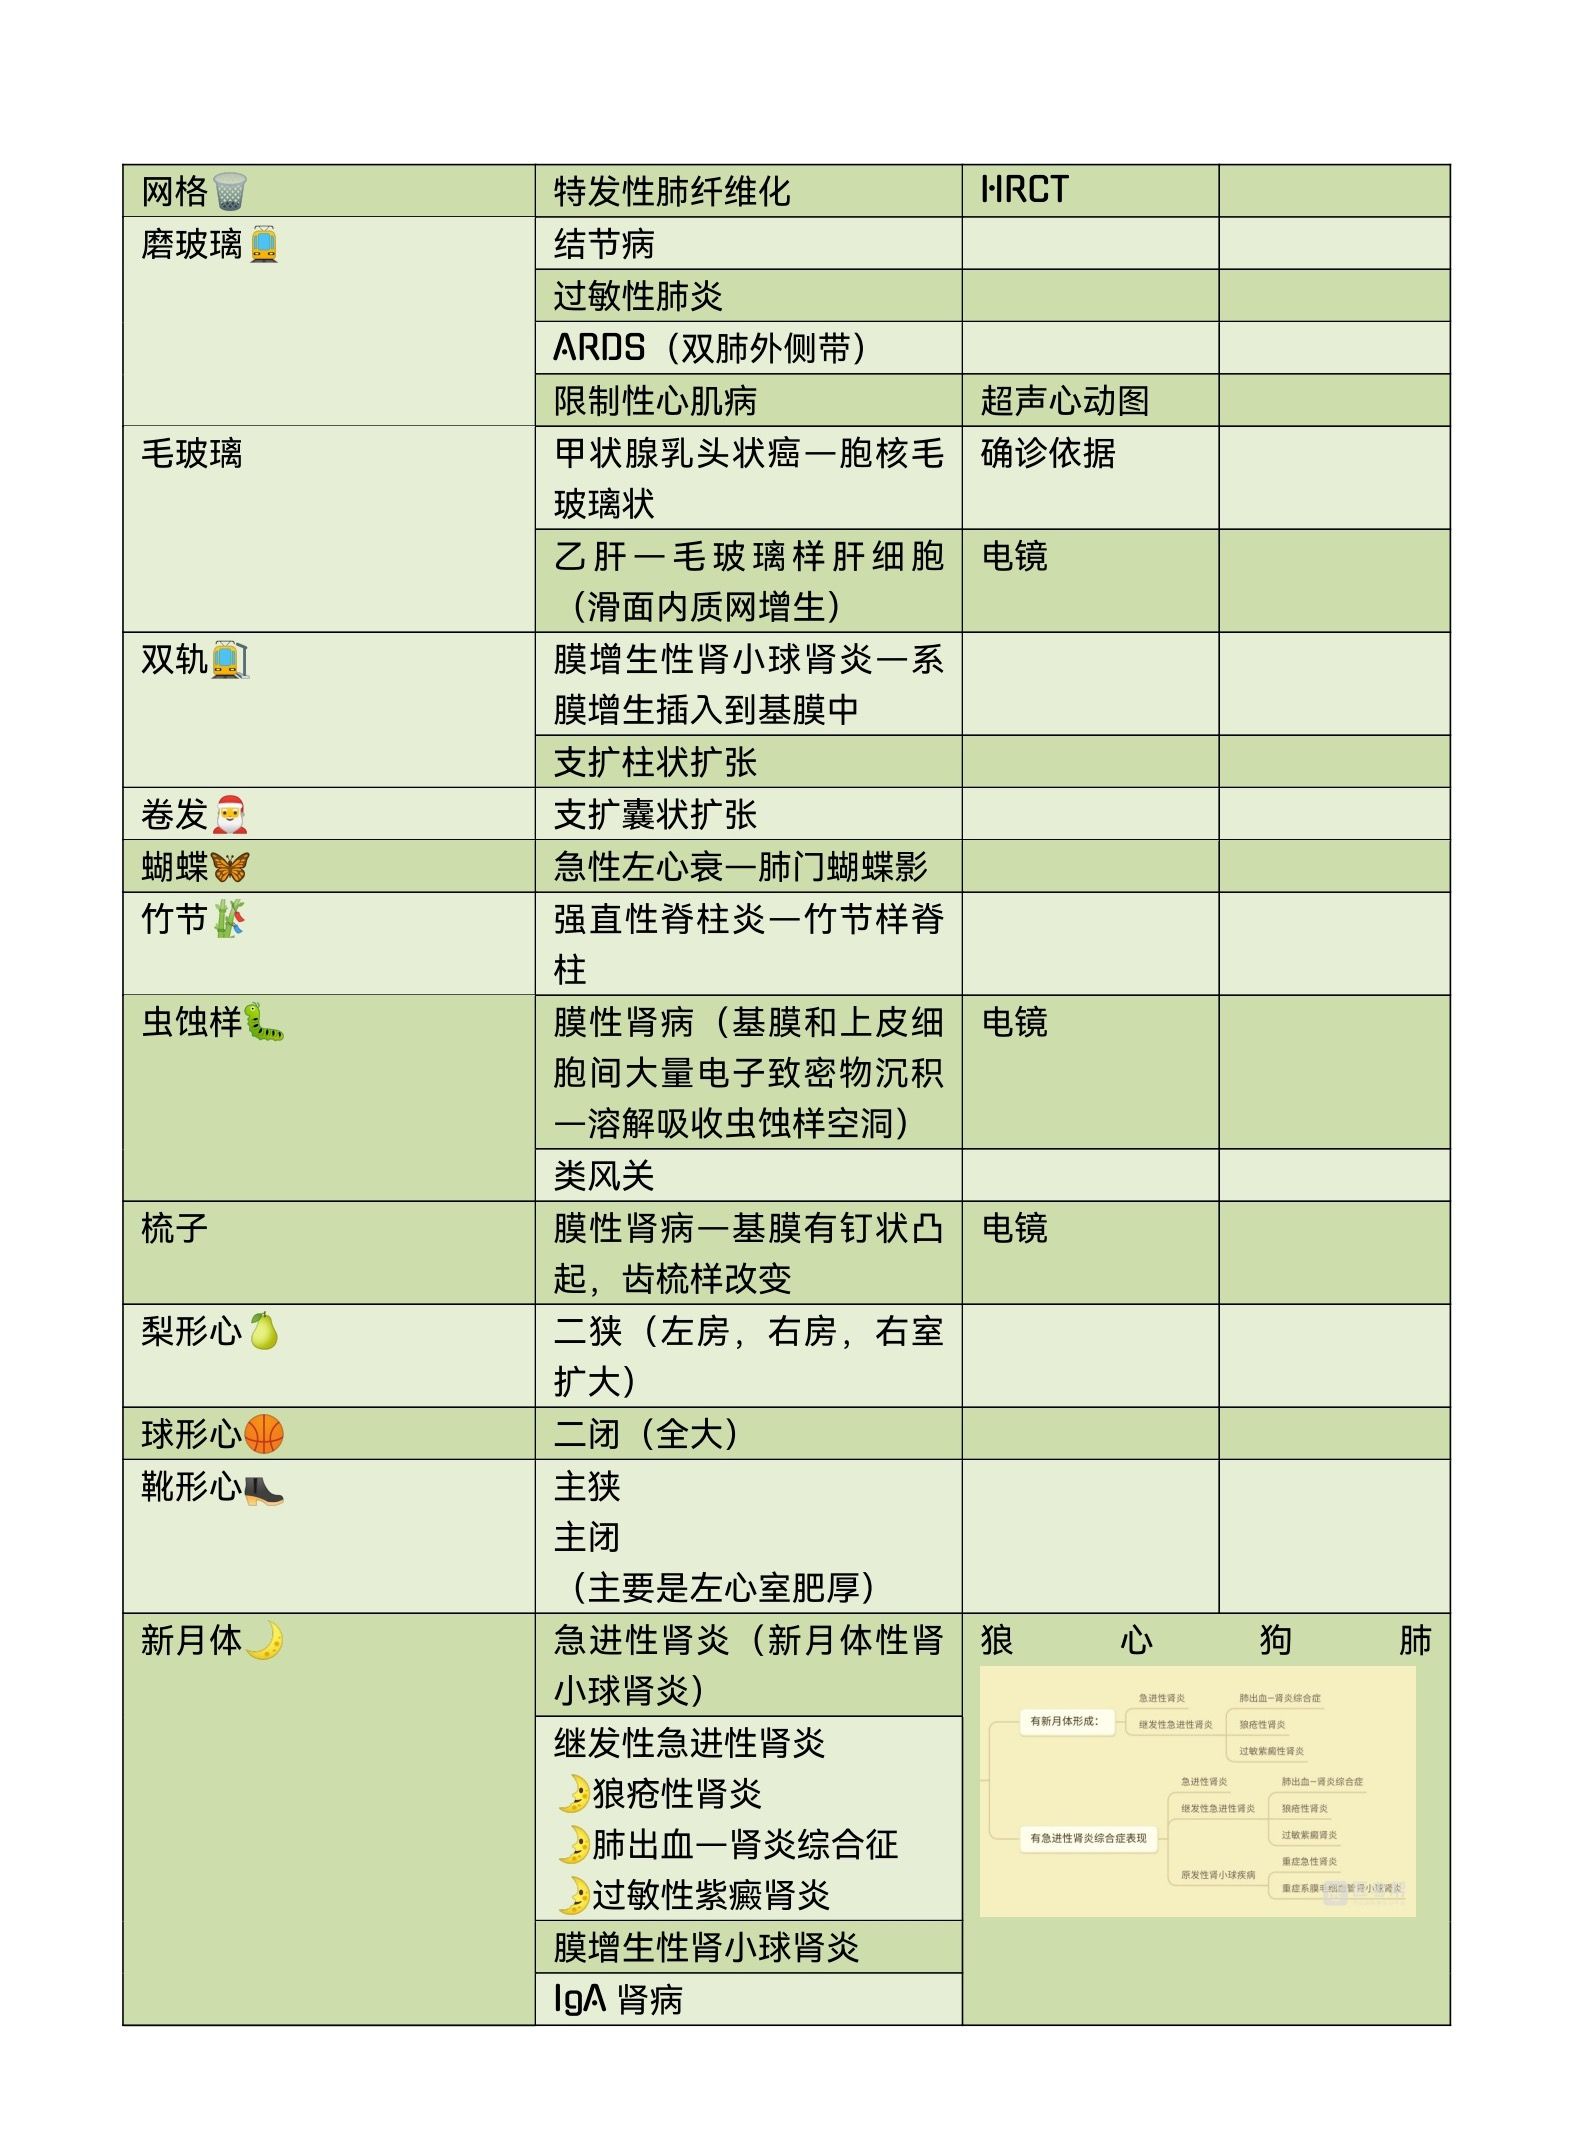 网格🗑️ 特发性肺纤维化 HRCT
磨玻璃🚊 结节病
过敏性肺炎
ARDS（双肺外侧带）
限制性心肌病 超声心动图
毛玻璃 甲状腺乳头状癌—胞核毛 确诊依据
玻璃状
乙肝—毛玻璃样肝细胞 电镜
（滑面内质网增生）
双轨🚉 膜增生性肾小球肾炎—系
膜增生插入到基膜中
支扩柱状扩张
卷发🎅 支扩囊状扩张
蝴蝶🦋 急性左心衰—肺门蝴蝶影
竹节🎋 强直性脊柱炎—竹节样脊
柱
虫蚀样🐛 膜性肾病（基膜和上皮细 电镜
胞间大量电子致密物沉积
—溶解吸收虫蚀样空洞）
类风关
梳子 膜性肾病—基膜有钉状凸 电镜
起，齿梳样改变
梨形心🍐 二狭（左房，右房，右室
扩大）
球形心🏀 二闭（全大）
靴形心👢 主狭
主闭
（主要是左心室肥厚）
新月体🌙 急进性肾炎（新月体性肾 狼 心 狗 肺
小球肾炎）
继发性急进性肾炎
🌛狼疮性肾炎
🌛肺出血—肾炎综合征
🌛过敏性紫癜肾炎
膜增生性肾小球肾炎
IgA 肾病
有新月体形成：
急进性肾炎
继发性急进性肾炎
肺出血—肾炎综合症
狼疮性肾炎
过敏紫癜性肾炎
有急进性肾炎综合症表现
急进性肾炎
继发性急进性肾炎
肺出血—肾炎综合症
狼疮性肾炎
过敏紫癜肾炎
原发性肾小球疾病
重症急性肾炎
重症系膜毛细血管肾小球肾炎